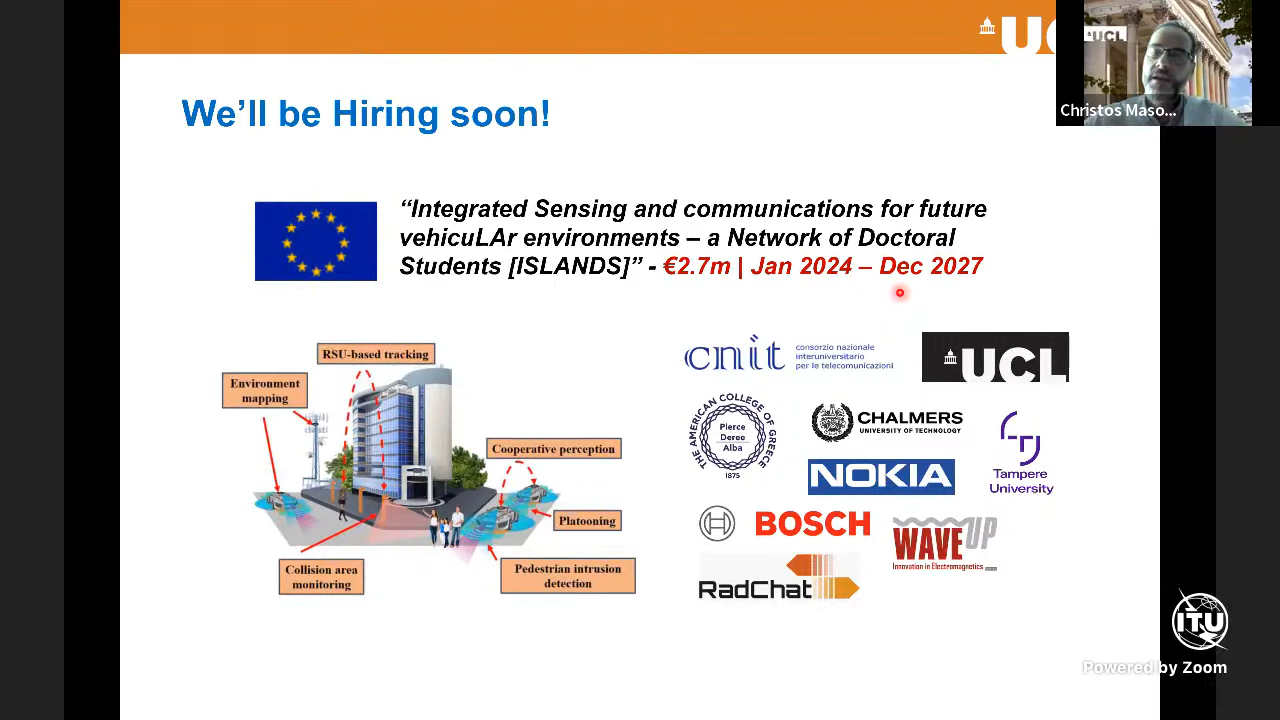 UCL
Christos Maso...
We'll be Hiring soon!
“Integrated Sensing and communications for future
vehicuLAr environments – a Network of Doctoral
Students [ISLANDS]” - €2.7m | Jan 2024 – Dec 2027
RSU-based tracking
Environment
mapping
Cooperative perception
Platooning
Collision area
monitoring
Pedestrian intrusion
detection
cnit
consorzio nazionale
interuniversitario
per le telecomunicazioni
UCL
THE AMERICAN COLLEGE OF GREECE
Pierce
Deree
Alba
1875
CHALMERS
UNIVERSITY OF TECHNOLOGY
Tampere
University
NOKIA
BOSCH
WAVE UP
Innovation in Electromagnetics
RadChat
ITU
Powered by Zoom